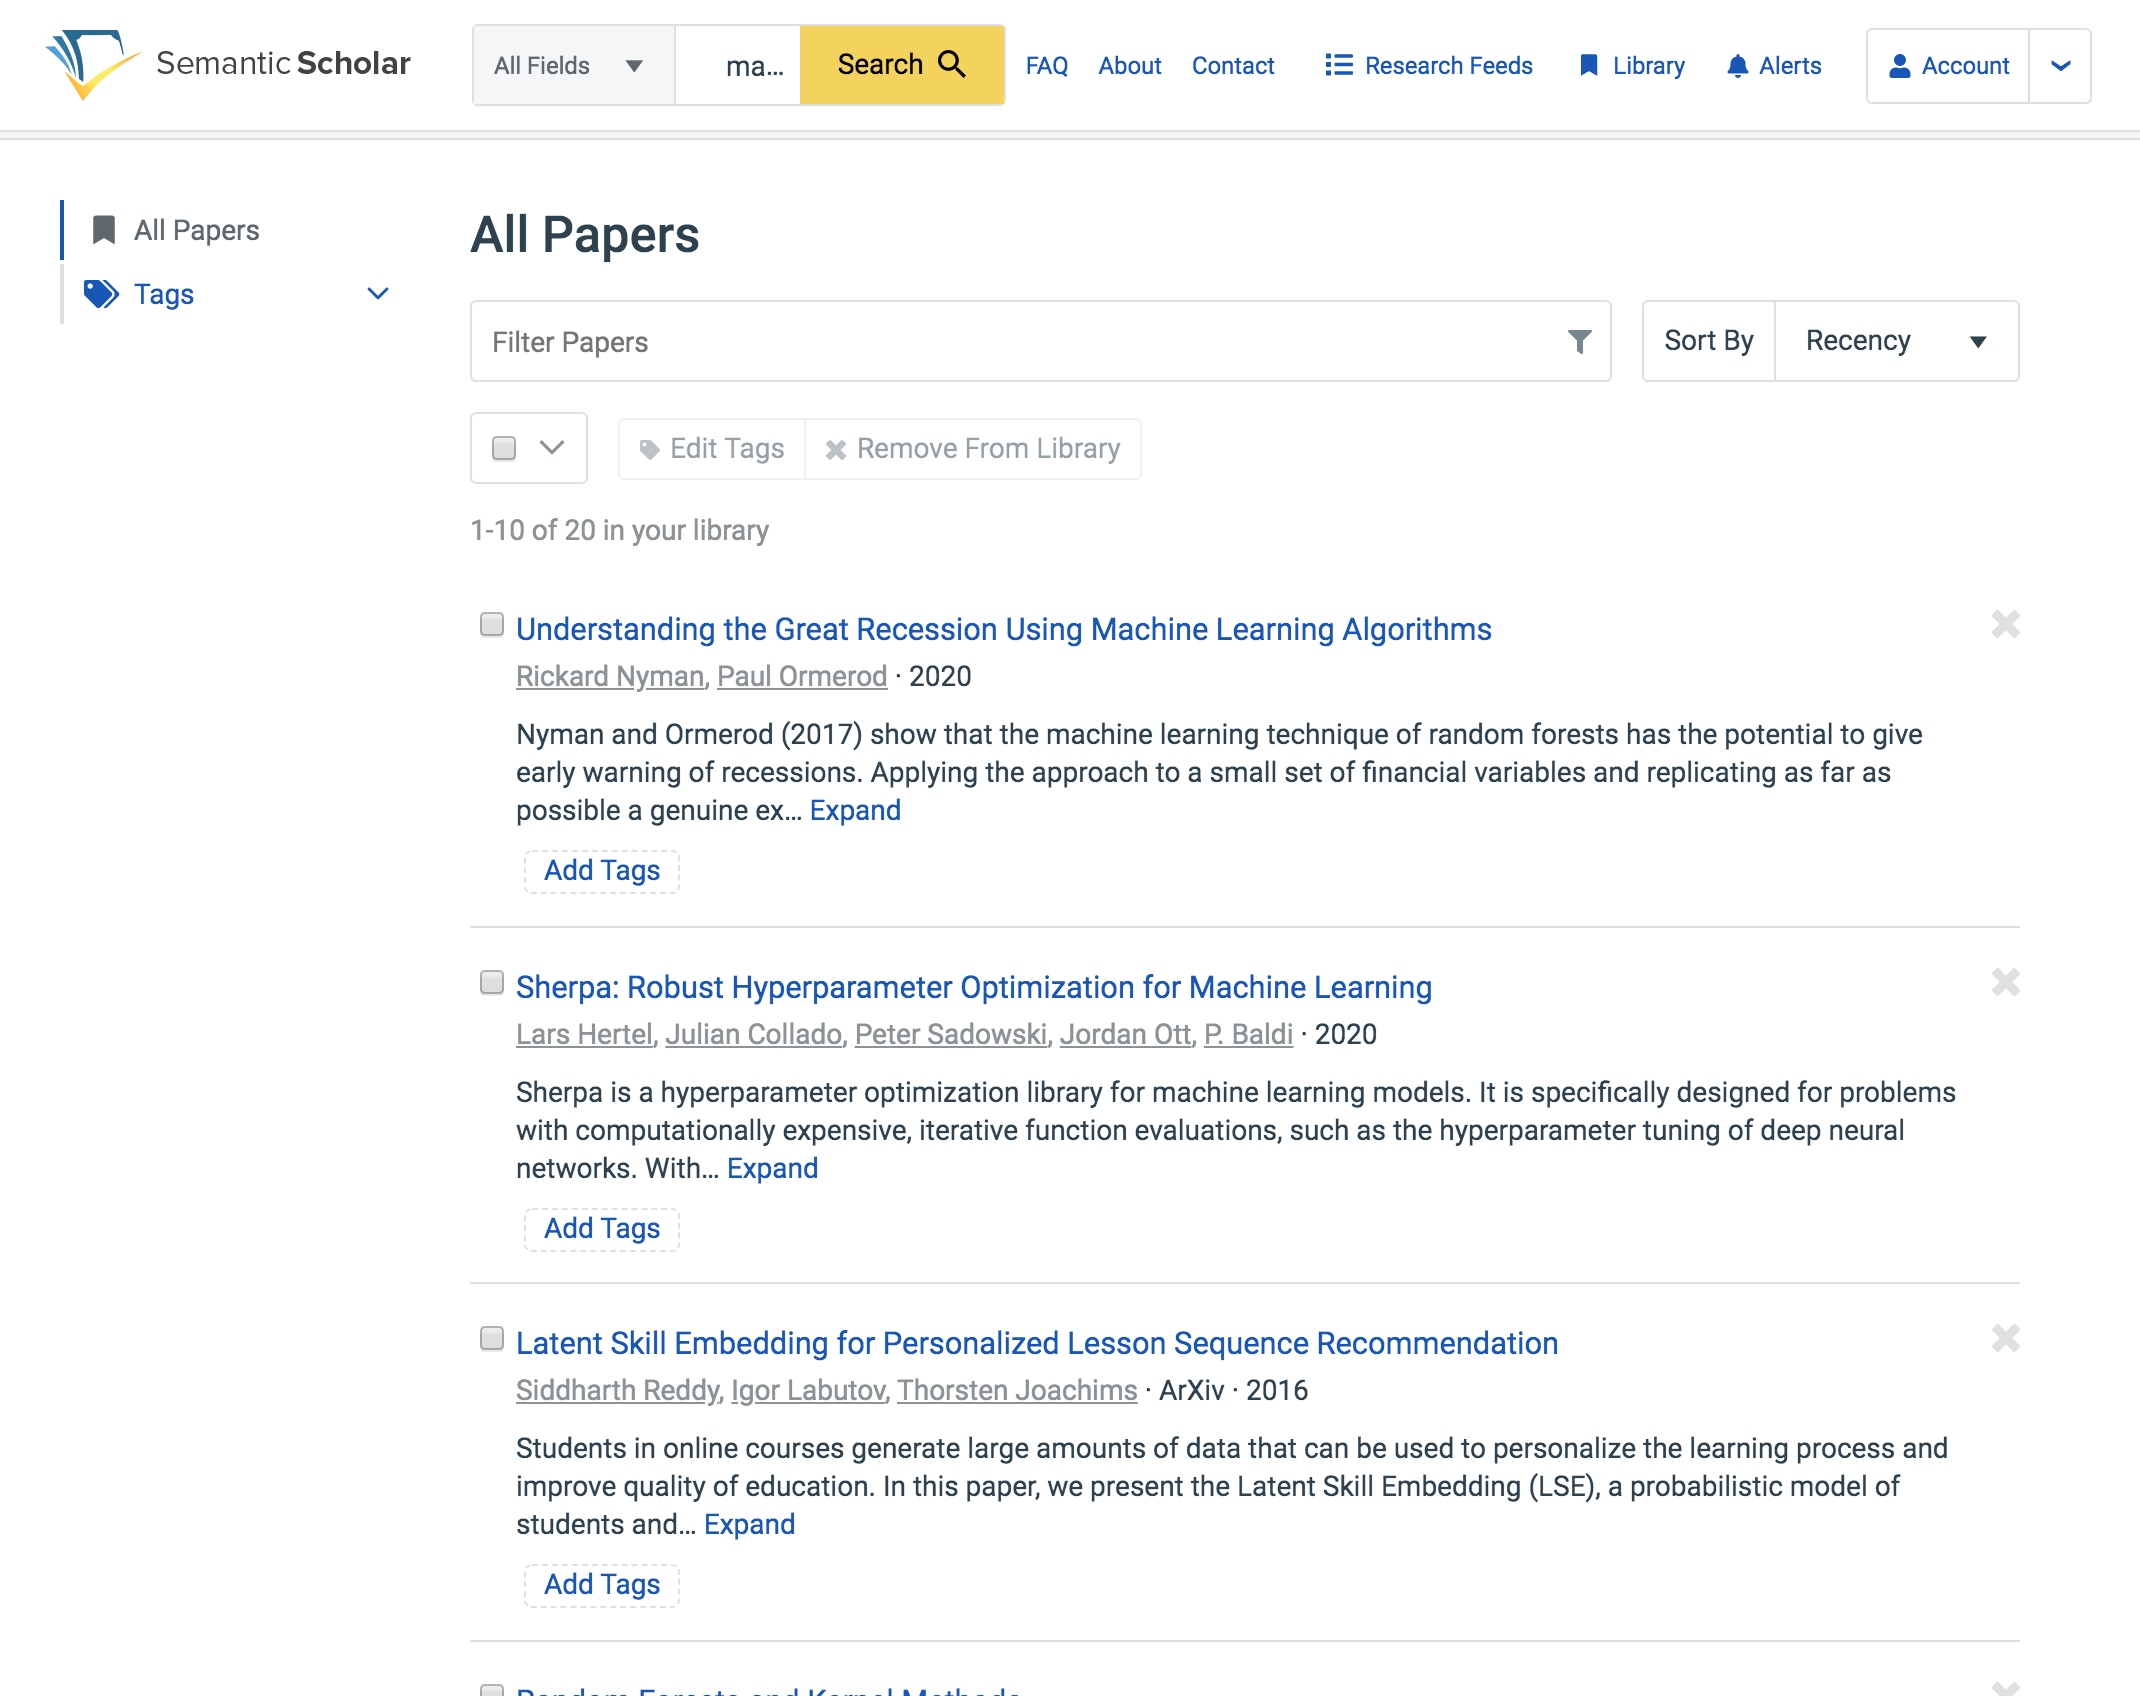 Semantic Scholar
All Fields
ma...
Search
FAQ
About
Contact
Research Feeds
Library
Alerts
Account
All Papers
Tags
All Papers
Filter Papers
Sort By
Recency
Edit Tags
Remove From Library
1-10 of 20 in your library
Understanding the Great Recession Using Machine Learning Algorithms
Rickard Nyman, Paul Ormerod · 2020
Nyman and Ormerod (2017) show that the machine learning technique of random forests has the potential to give
early warning of recessions. Applying the approach to a small set of financial variables and replicating as far as
possible a genuine ex... Expand
Add Tags
Sherpa: Robust Hyperparameter Optimization for Machine Learning
Lars Hertel, Julian Collado, Peter Sadowski, Jordan Ott, P. Baldi · 2020
Sherpa is a hyperparameter optimization library for machine learning models. It is specifically designed for problems
with computationally expensive, iterative function evaluations, such as the hyperparameter tuning of deep neural
networks. With... Expand
Add Tags
Latent Skill Embedding for Personalized Lesson Sequence Recommendation
Siddharth Reddy, Igor Labutov, Thorsten Joachims · ArXiv · 2016
Students in online courses generate large amounts of data that can be used to personalize the learning process and
improve quality of education. In this paper, we present the Latent Skill Embedding (LSE), a probabilistic model of
students and... Expand
Add Tags
Random Forests and Kernel Methods